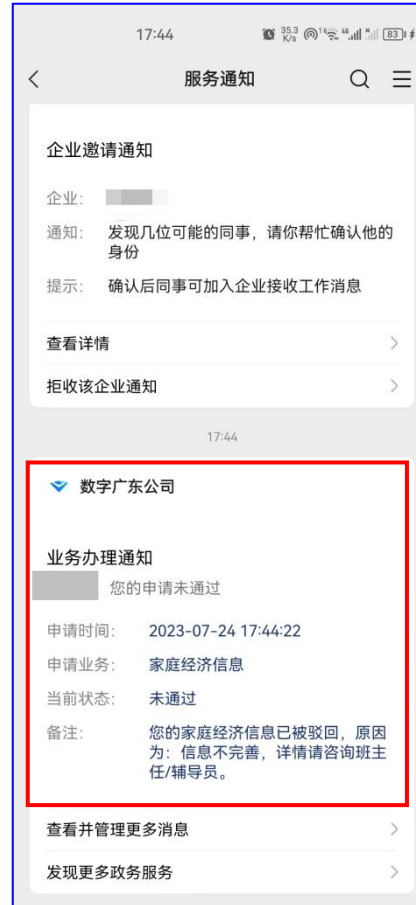 17:44
35.3
K/s
16
46
83
服务通知
企业邀请通知
企业:
通知: 发现几位可能的同事,请你帮忙确认他的
身份
提示: 确认后同事可加入企业接收工作消息
查看详情
拒收该企业通知
17:44
数字广东公司
业务办理通知
您的申请未通过
申请时间: 2023-07-24 17:44:22
申请业务: 家庭经济信息
当前状态: 未通过
备注: 您的家庭经济信息已被驳回,原因
为:信息不完善,详情请咨询班主
任/辅导员。
查看并管理更多消息
发现更多政务服务